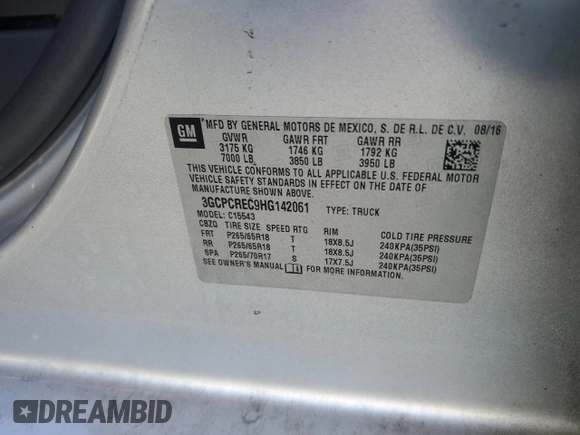 GM
MFD BY GENERAL MOTORS DE MEXICO, S. DE R.L. DE C.V. 08/16
GVWR GAWR FRT GAWR RR
3175 KG 1746 KG 1792 KG
7000 LB 3850 LB 3950 LB
THIS VEHICLE CONFORMS TO ALL APPLICABLE U.S. FEDERAL MOTOR
VEHICLE SAFETY STANDARDS IN EFFECT ON THE DATE OF
MANUFACTURE SHOWN ABOVE.
3GCPCREC9HG142061 TYPE: TRUCK
MODEL: C15543
CBZQ TIRE SIZE SPEED RTG RIM COLD TIRE PRESSURE
FRT P265/65R18 T 18X8.5J 240KPA(35PSI)
RR P265/65R18 T 18X8.5J 240KPA(35PSI)
SPA P265/70R17 S 17X7.5J 240KPA(35PSI)
SEE OWNER'S MANUAL FOR MORE INFORMATION.
DREAMBID